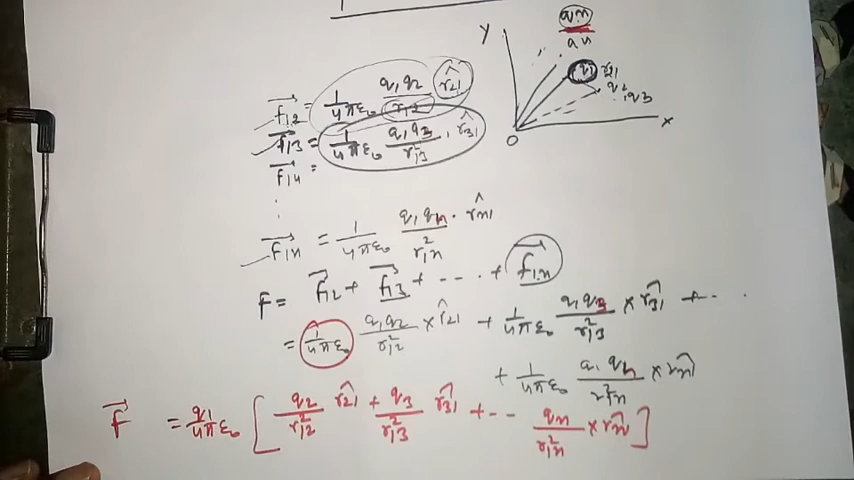 Y
qn
qn
q1 r21
q2
q3
O
x
f12 = 1/4πε0 q1q2/r12² r̂21
f13 = 1/4πε0 q1q3/r13² . r̂31
f14 =
:
f1n = 1/4πε0 q1qn/r1n² . r̂n1
F = f12 + f13 + ---- + f1n
= 1/4πε0 q1q2/r12² × r̂21 + 1/4πε0 q1q3/r13² × r̂31 + -- . .
+ 1/4πε0 q1qn/r1n² × r̂n1
f = q1/4πε0 [ q2/r12² r̂21 + q3/r13² r̂31 + -- qn/r1n² × r̂n ]